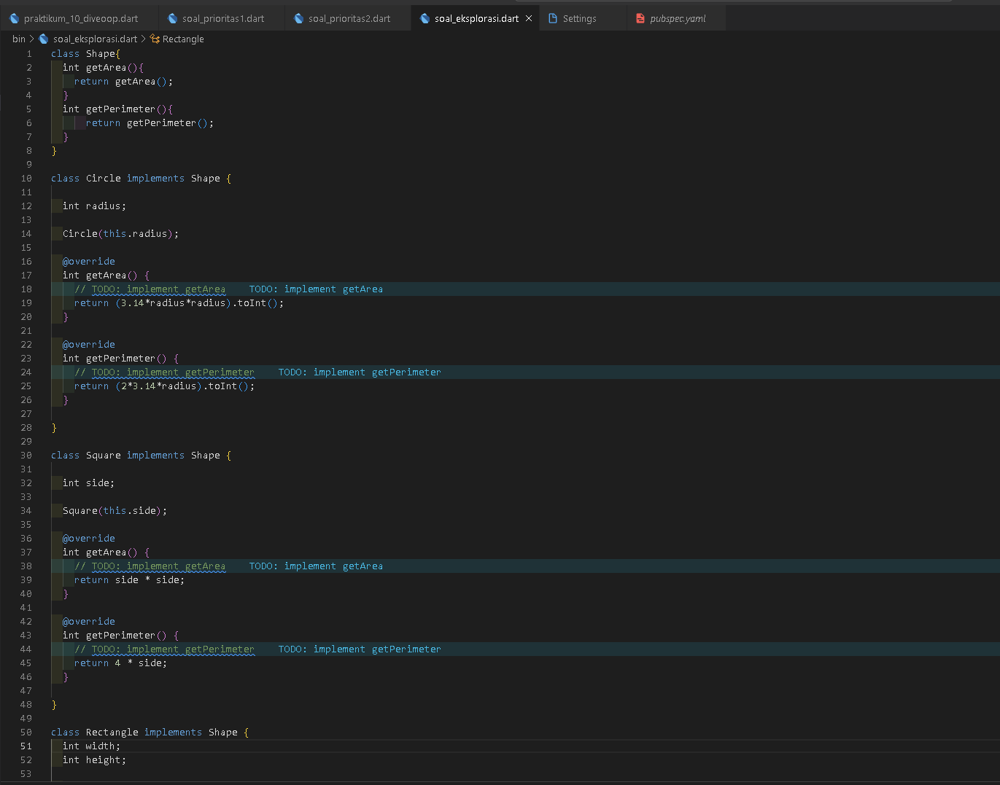 praktikum_10_diveoop.dart soal_prioritas1.dart soal_prioritas2.dart soal_eksplorasi.dart × Settings pubspec.yaml
bin > soal_eksplorasi.dart > Rectangle
1 class Shape{
2 int getArea(){
3 return getArea();
4 }
5 int getPerimeter(){
6 return getPerimeter();
7 }
8 }
9
10 class Circle implements Shape {
11
12 int radius;
13
14 Circle(this.radius);
15
16 @override
17 int getArea() {
18 // TODO: implement getArea TODO: implement getArea
19 return (3.14*radius*radius).toInt();
20 }
21
22 @override
23 int getPerimeter() {
24 // TODO: implement getPerimeter TODO: implement getPerimeter
25 return (2*3.14*radius).toInt();
26 }
27
28 }
29
30 class Square implements Shape {
31
32 int side;
33
34 Square(this.side);
35
36 @override
37 int getArea() {
38 // TODO: implement getArea TODO: implement getArea
39 return side * side;
40 }
41
42 @override
43 int getPerimeter() {
44 // TODO: implement getPerimeter TODO: implement getPerimeter
45 return 4 * side;
46 }
47
48 }
49
50 class Rectangle implements Shape {
51 int width;
52 int height;
53